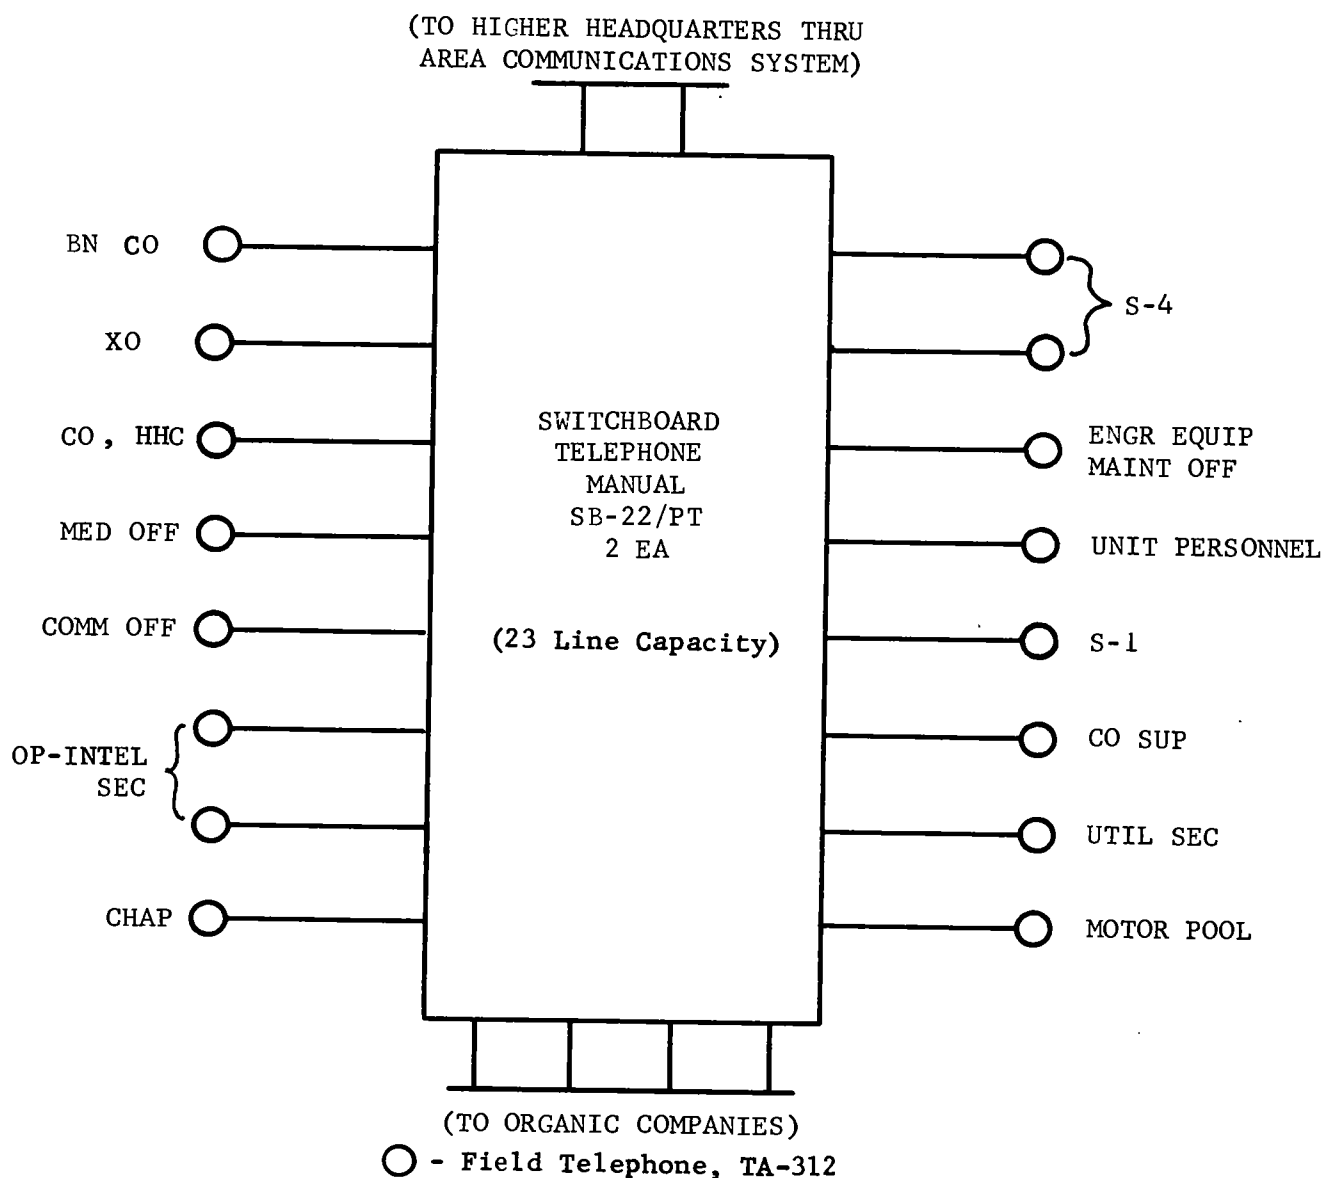 (TO HIGHER HEADQUARTERS THRU
AREA COMMUNICATIONS SYSTEM)
BN CO
XO
CO, HHC
MED OFF
COMM OFF
OP-INTEL
SEC
CHAP
SWITCHBOARD
TELEPHONE
MANUAL
SB-22/PT
2 EA
(23 Line Capacity)
S-4
ENGR EQUIP
MAINT OFF
UNIT PERSONNEL
S-1
CO SUP
UTIL SEC
MOTOR POOL
(TO ORGANIC COMPANIES)
- Field Telephone, TA-312